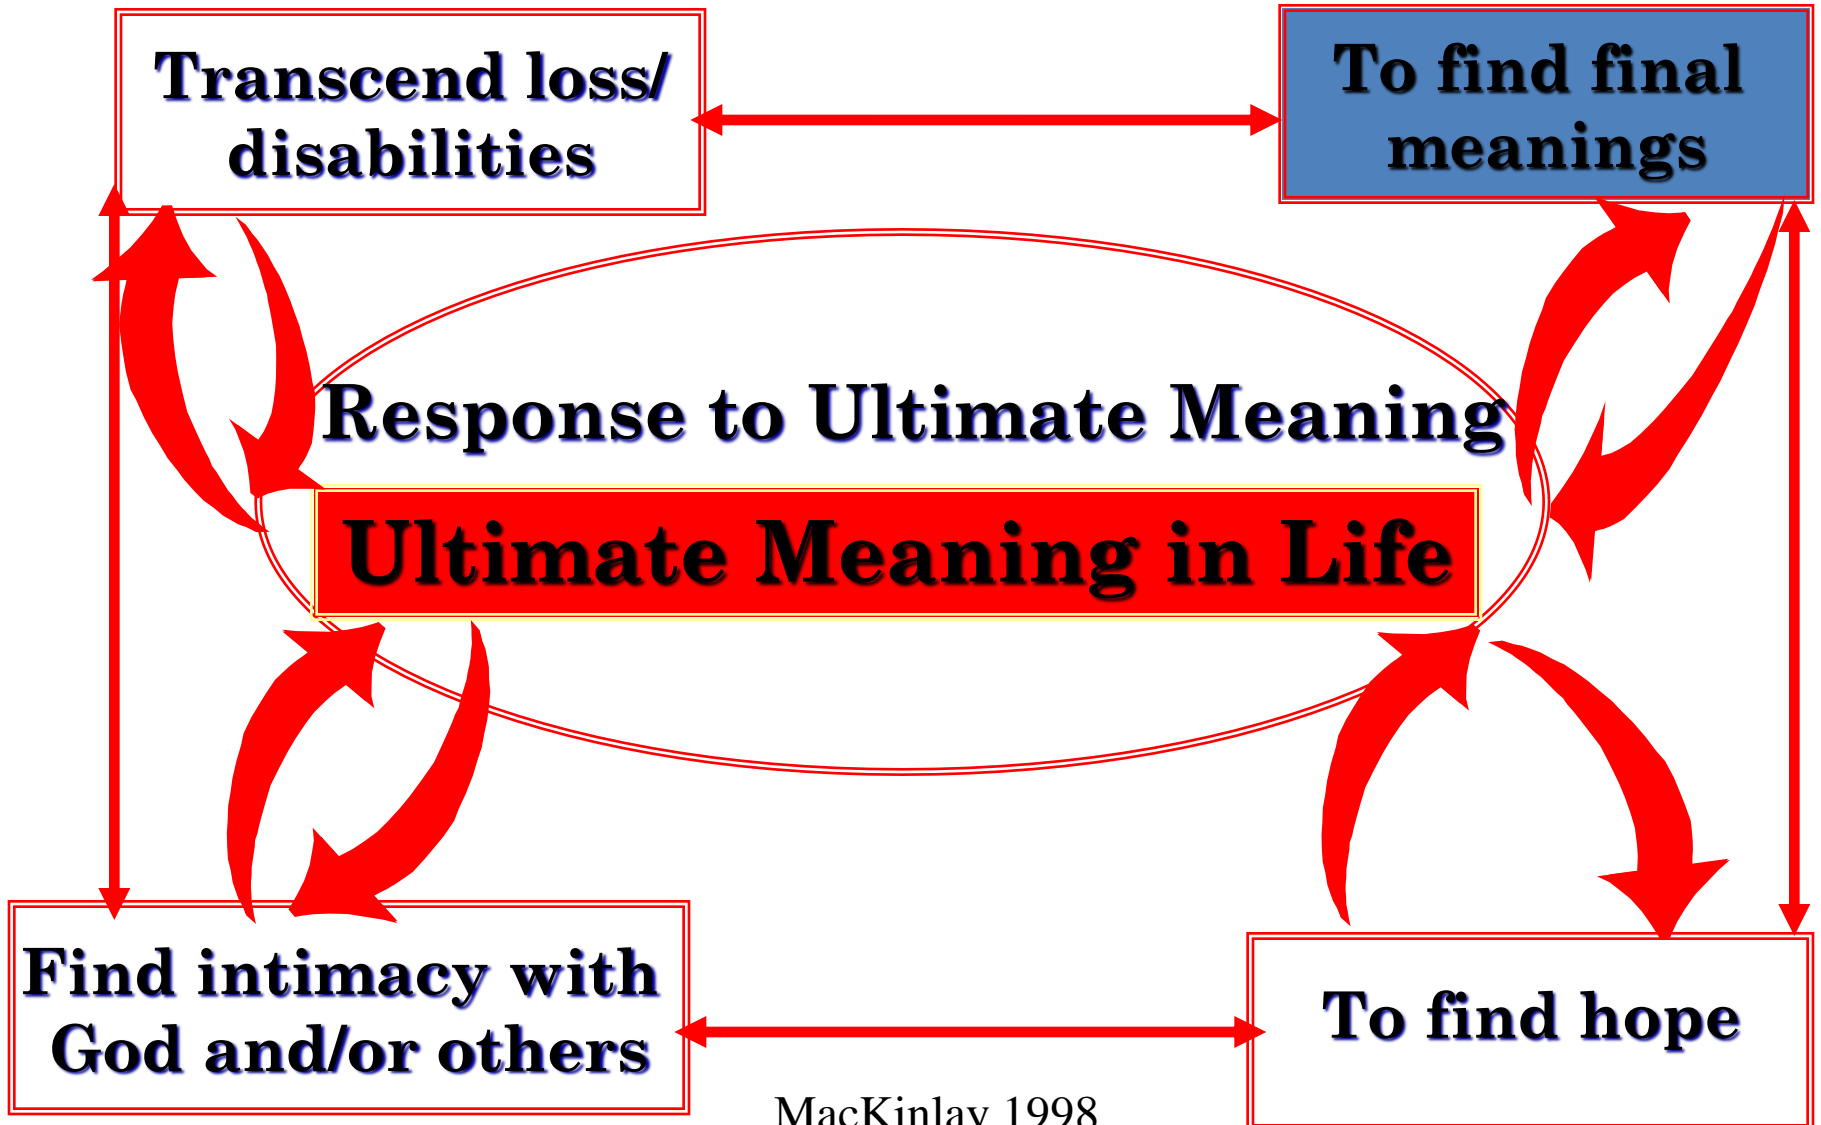 Transcend loss/
disabilities
To find final
meanings
Response to Ultimate Meaning
Ultimate Meaning in Life
Find intimacy with
God and/or others
To find hope
MacKinlay 1998